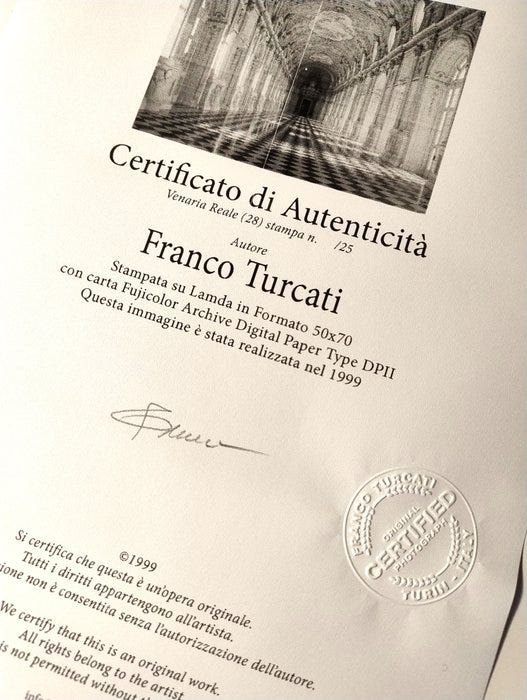 Certificato di Autenticità
Venaria Reale (28) stampa n. /25
Autore
Franco Turcati
Stampata su Lamda in Formato 50x70
con carta Fujicolor Archive Digital Paper Type DPII
Questa immagine è stata realizzata nel 1999
FRANCO TURCATI
ORIGINAL
CERTIFIED
PHOTOGRAPH
TURIN - ITALY
©1999
Si certifica che questa è un'opera originale.
Tutti i diritti appartengono all'artista.
non è consentita senza l'autorizzazione dell'autore.
We certify that this is an original work.
All rights belong to the artist
is not permitted without